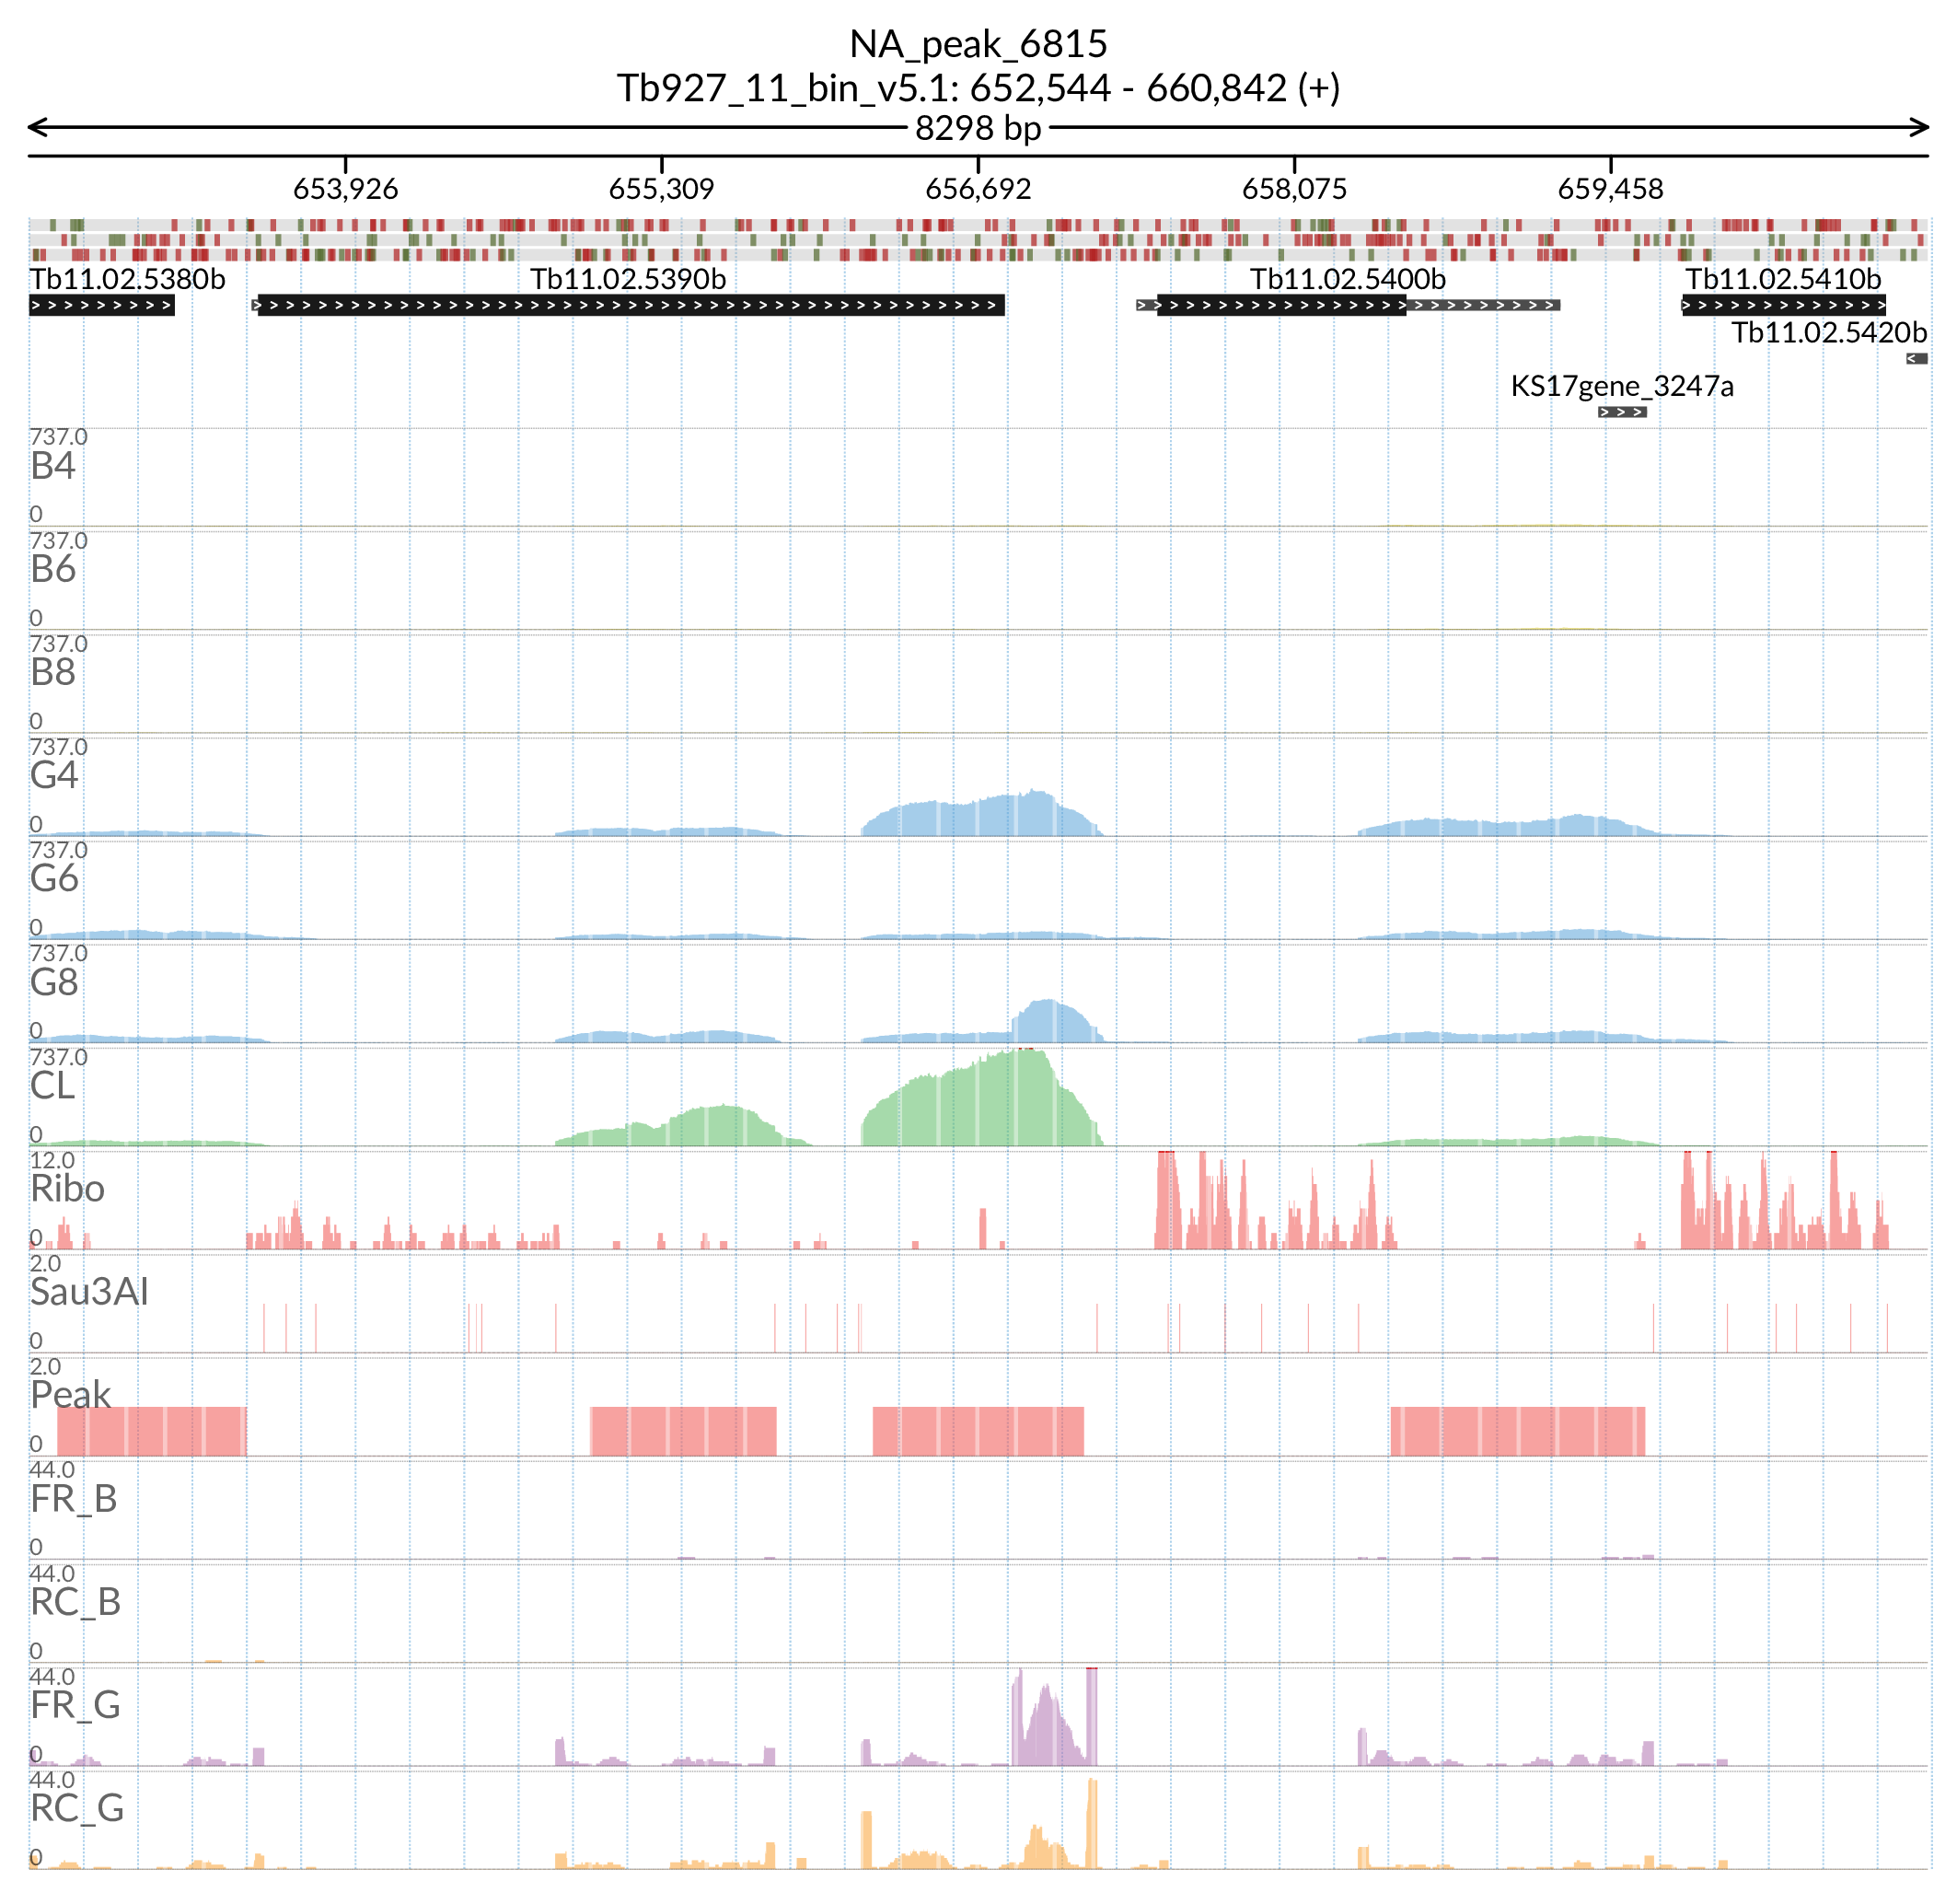 NA_peak_6815
Tb927_11_bin_v5.1: 652,544 - 660,842 (+)
8298 bp
653,926 655,309 656,692 658,075 659,458
Tb11.02.5380b Tb11.02.5390b Tb11.02.5400b Tb11.02.5410b
Tb11.02.5420b
KS17gene_3247a
737.0
B4
0
737.0
B6
0
737.0
B8
0
737.0
G4
0
737.0
G6
0
737.0
G8
0
737.0
CL
0
12.0
Ribo
0
2.0
Sau3AI
0
2.0
Peak
0
44.0
FR_B
0
44.0
RC_B
0
44.0
FR_G
0
44.0
RC_G
0